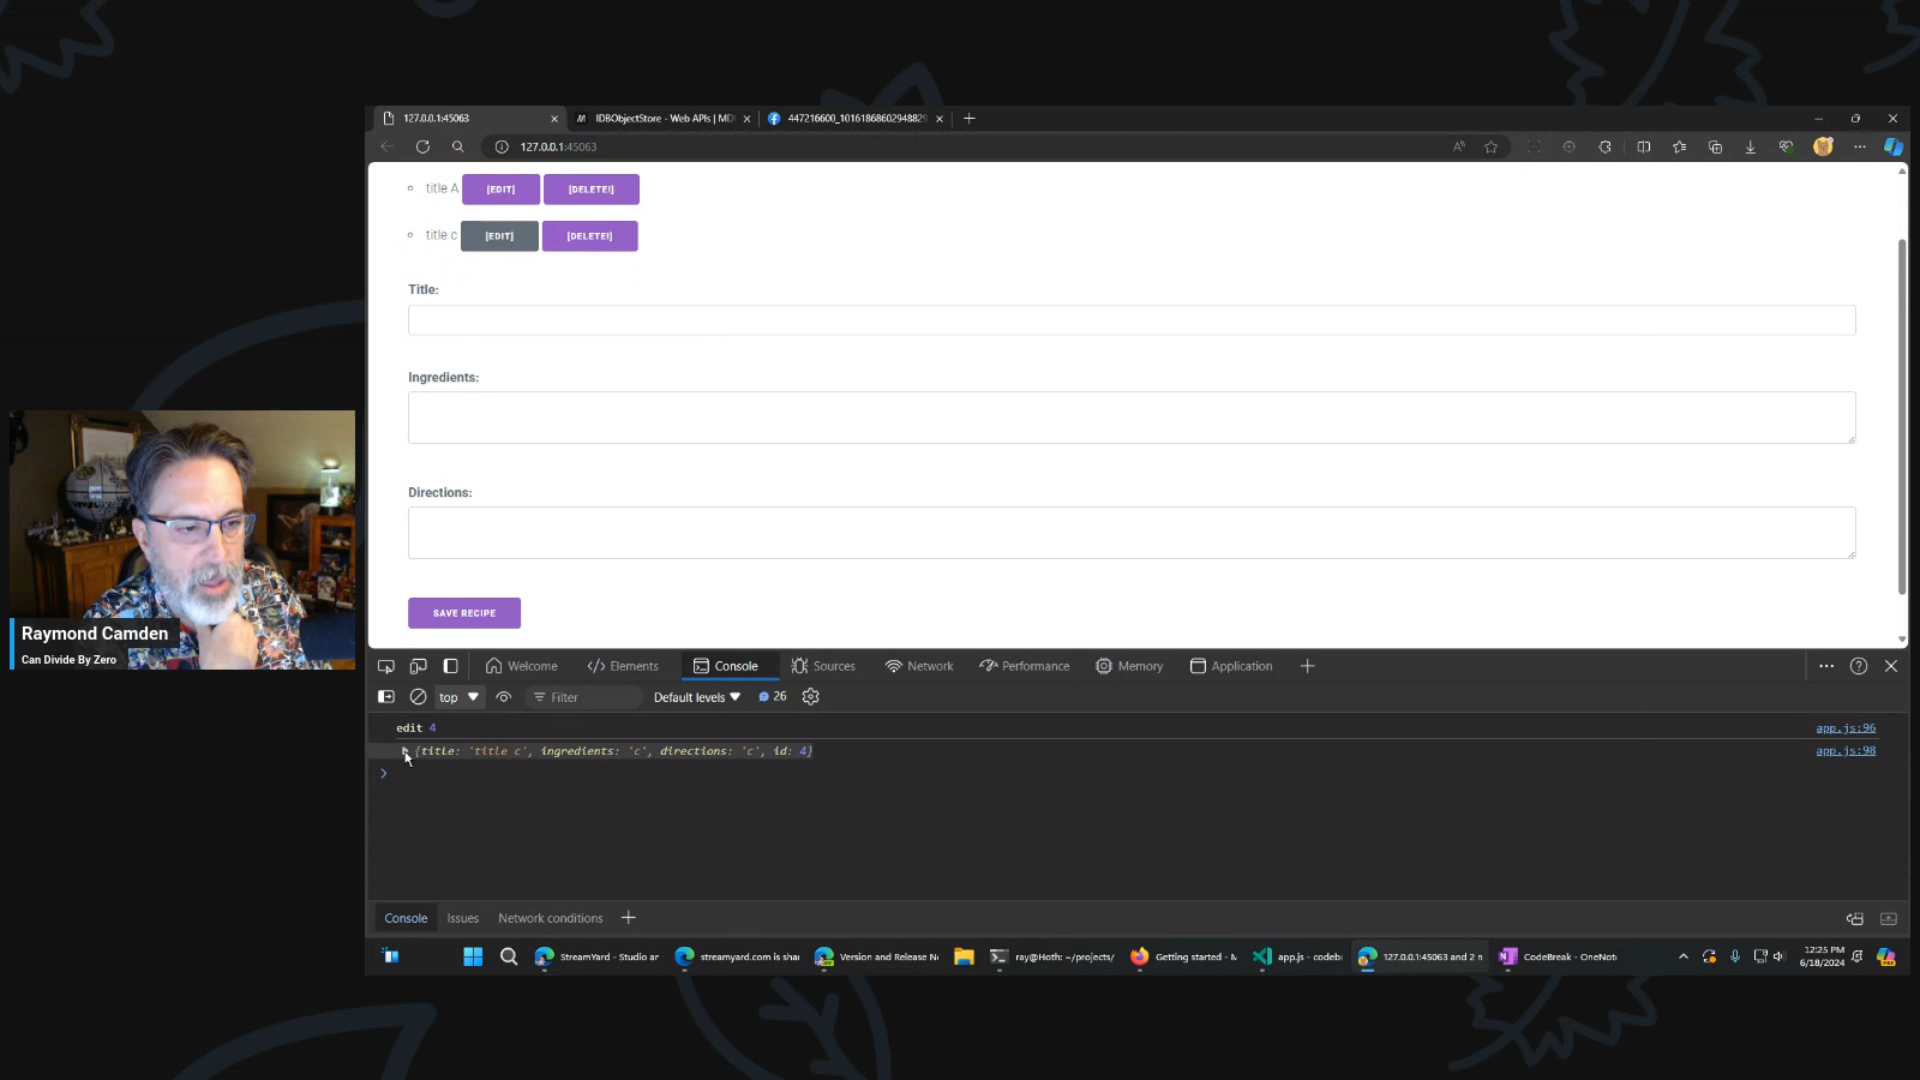 127.0.0.1:45063
IDBObjectStore - Web APIs | MD
447216600_10161868602948829
127.0.0.1:45063
title A [EDIT] [DELETE!]
title c [EDIT] [DELETE!]
Title:
Ingredients:
Directions:
SAVE RECIPE
Raymond Camden
Can Divide By Zero
Welcome Elements Console Sources Network Performance Memory Application
top Filter Default levels 26
edit 4 app.js:96
{title: 'title c', ingredients: 'c', directions: 'c', id: 4} app.js:98
Console Issues Network conditions
StreamYard - Studio ar
streamyard.com is shar
Version and Release N
ray@Hoth: ~/projects/
Getting started - M
app.js - codeb
127.0.0.1:45063 and 2 n
CodeBreak - OneNot
12:25 PM
6/18/2024